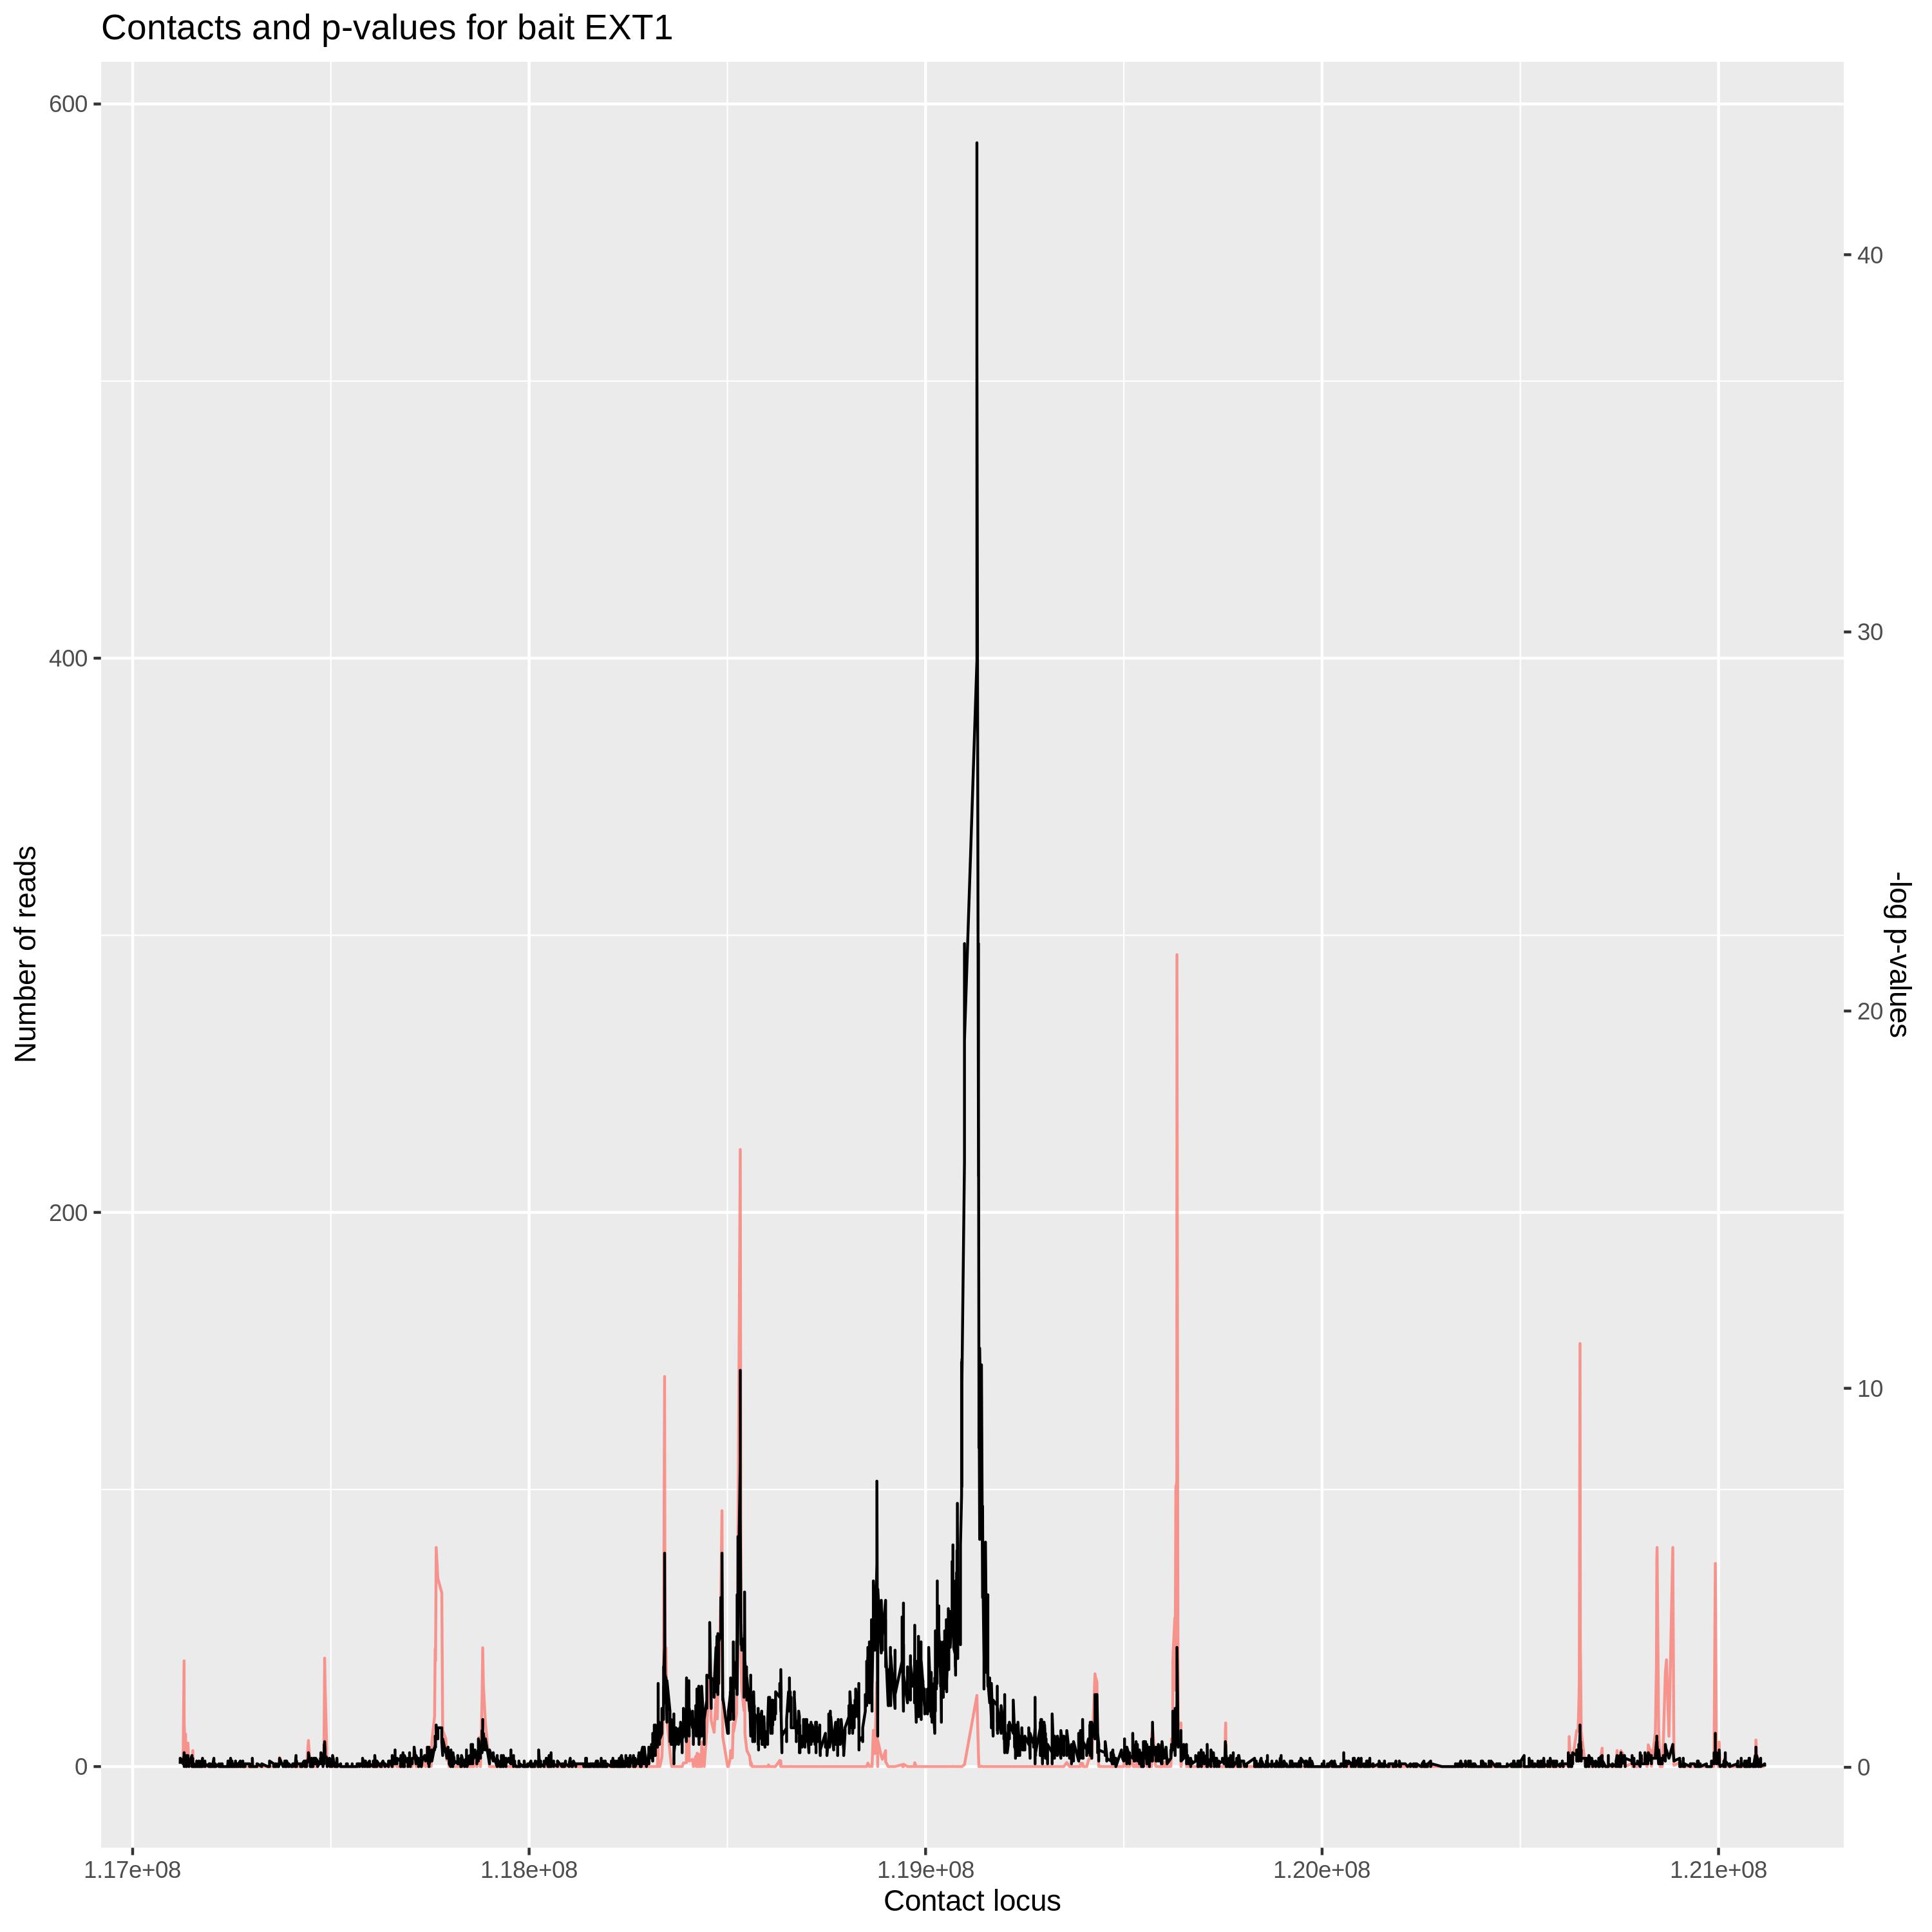 Contacts and p-values for bait EXT1
600
400
200
0
40
30
20
10
0
Number of reads
-log p-values
1.17e+08
1.18e+08
1.19e+08
1.20e+08
1.21e+08
Contact locus